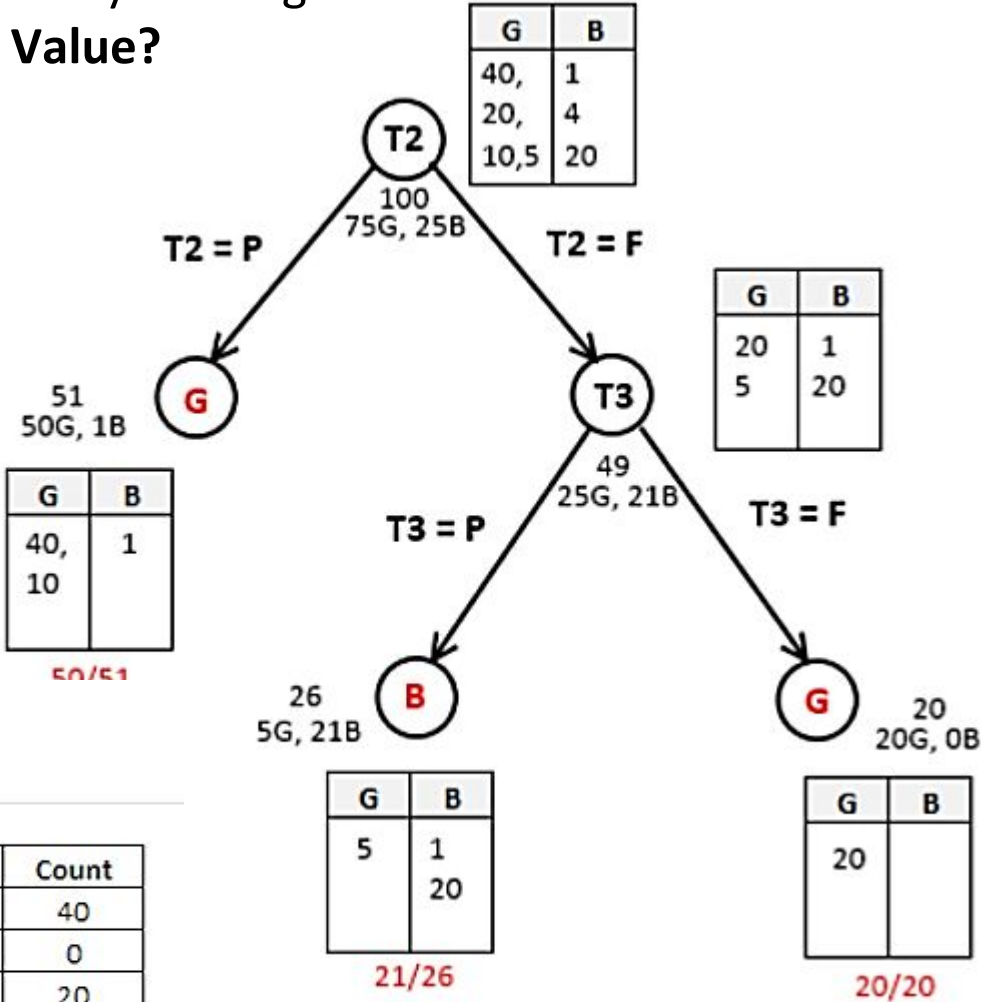 Value?
G B
40, 1
20, 4
10,5 20
T2
100
75G, 25B
T2 = P
T2 = F
G B
20 1
5 20
51
50G, 1B
G
T3
49
25G, 21B
G B
40, 1
10
50/51
T3 = P
T3 = F
26
5G, 21B
B
G
20
20G, 0B
G B
5 1
20
21/26
G B
20
20/20
Count
40
0
20